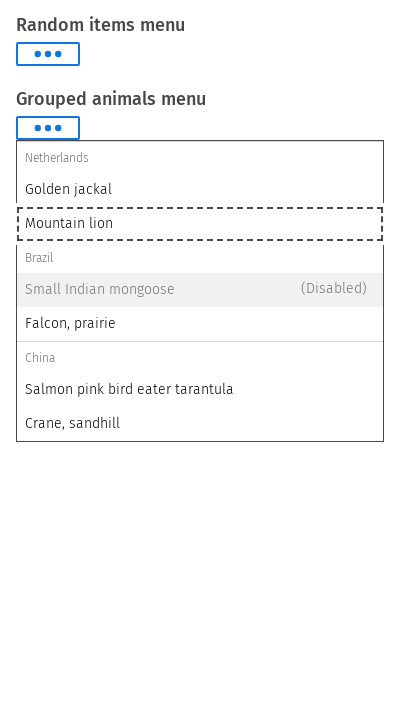 Random items menu
Grouped animals menu
Netherlands
Golden jackal
Mountain lion
Brazil
Small Indian mongoose (Disabled)
Falcon, prairie
China
Salmon pink bird eater tarantula
Crane, sandhill